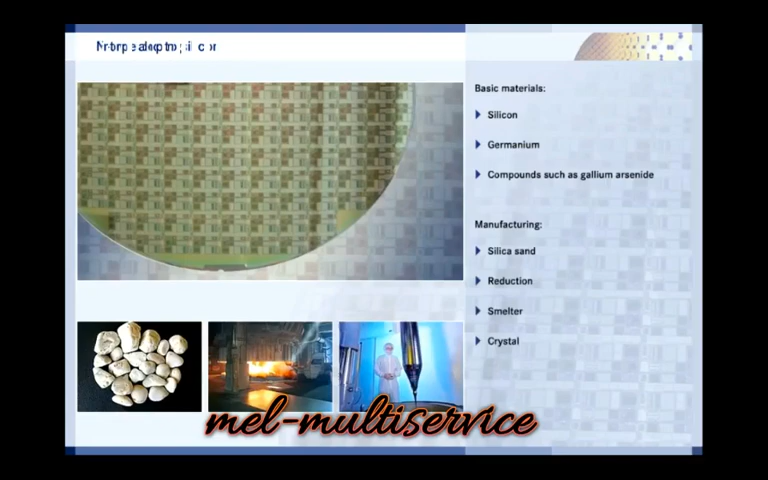 Basic materials:
Silicon
Germanium
Compounds such as gallium arsenide
Manufacturing:
Silica sand
Reduction
Smelter
Crystal
mel-multiservice